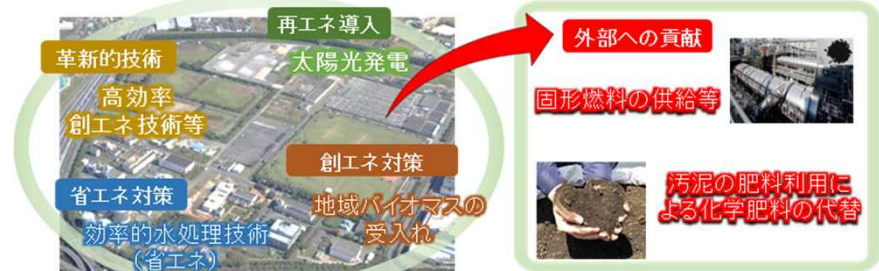 再エネ導入
太陽光発電
革新的技術
高効率
創エネ技術等
創エネ対策
地域バイオマスの
受入れ
省エネ対策
効率的水処理技術
(省エネ)
外部への貢献
固形燃料の供給等
汚泥の肥料利用に
よる化学肥料の代替